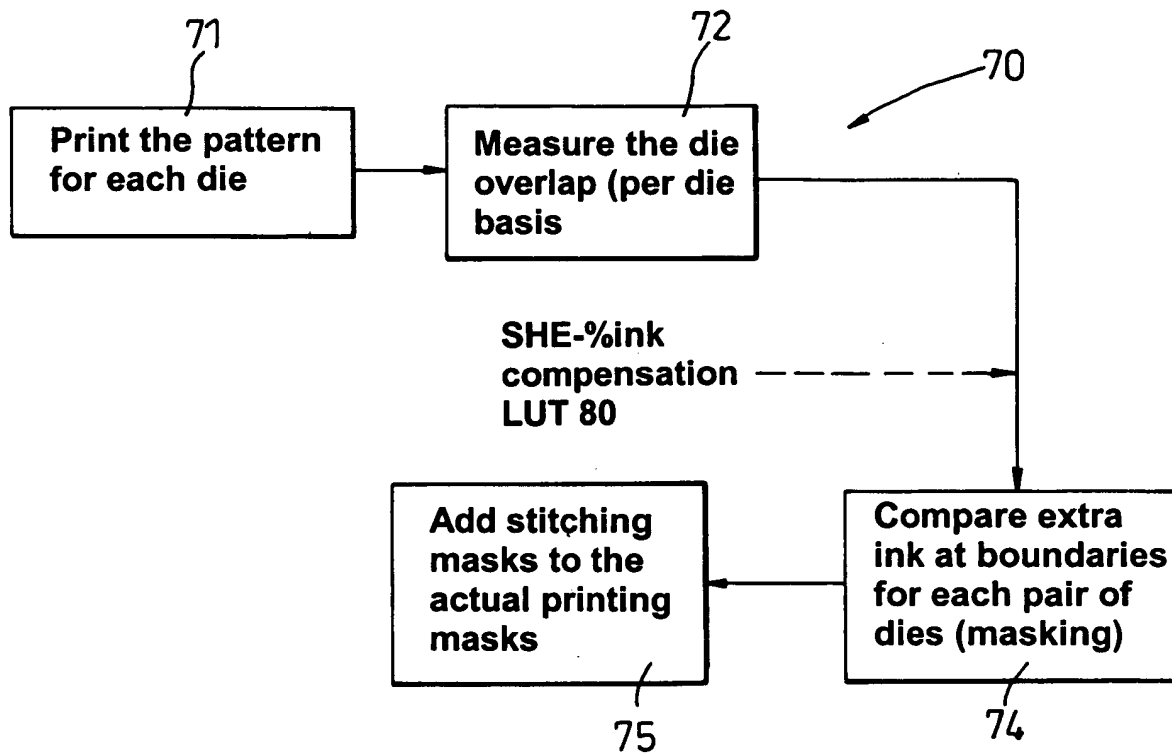 71
72
70
Print the pattern
for each die
Measure the die
overlap (per die
basis
SHE-%ink
compensation
LUT 80
Add stitching
masks to the
actual printing
masks
Compare extra
ink at boundaries
for each pair of
dies (masking)
75
74